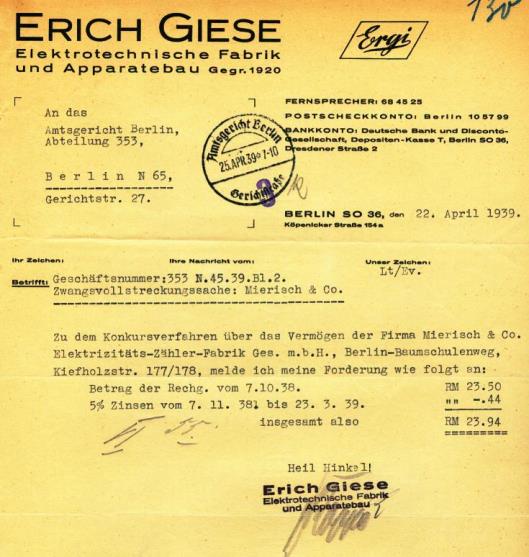 130
ERICH GIESE
Elektrotechnische Fabrik
und Apparatebau Gegr. 1920
Ergi
FERNSPRECHER: 68 45 25
POSTSCHECKKONTO: Berlin 105799
BANKKONTO: Deutsche Bank und Disconto-
Gesellschaft, Depositen-Kasse T, Berlin SO 36,
Dresdener Straße 2
An das
Amtsgericht Berlin,
Abteilung 353,
Berlin N 65,
Gerichtstr. 27.
Amtsgericht Berlin
25.APR.39 * 7-10
Gerichtstraße
3
BERLIN SO 36, den 22. April 1939.
Köpenicker Straße 154a
Ihr Zeichen: Ihre Nachricht vom: Unser Zeichen:
Lt/Ev.
Betrifft: Geschäftsnummer:353 N.45.39.Bl.2.
Zwangsvollstreckungssache: Mierisch & Co.
Zu dem Konkursverfahren über das Vermögen der Firma Mierisch & Co.
Elektrizitäts-Zähler-Fabrik Ges. m.b.H., Berlin-Baumschulenweg,
Kiefholzstr. 177/178, melde ich meine Forderung wie folgt an:
Betrag der Rechg. vom 7.10.38. RM 23.50
5% Zinsen vom 7. 11. 381 bis 23. 3. 39. "" -.44
insgesamt also RM 23.94
Heil Hinkel!
Erich Giese
Elektrotechnische Fabrik
und Apparatebau